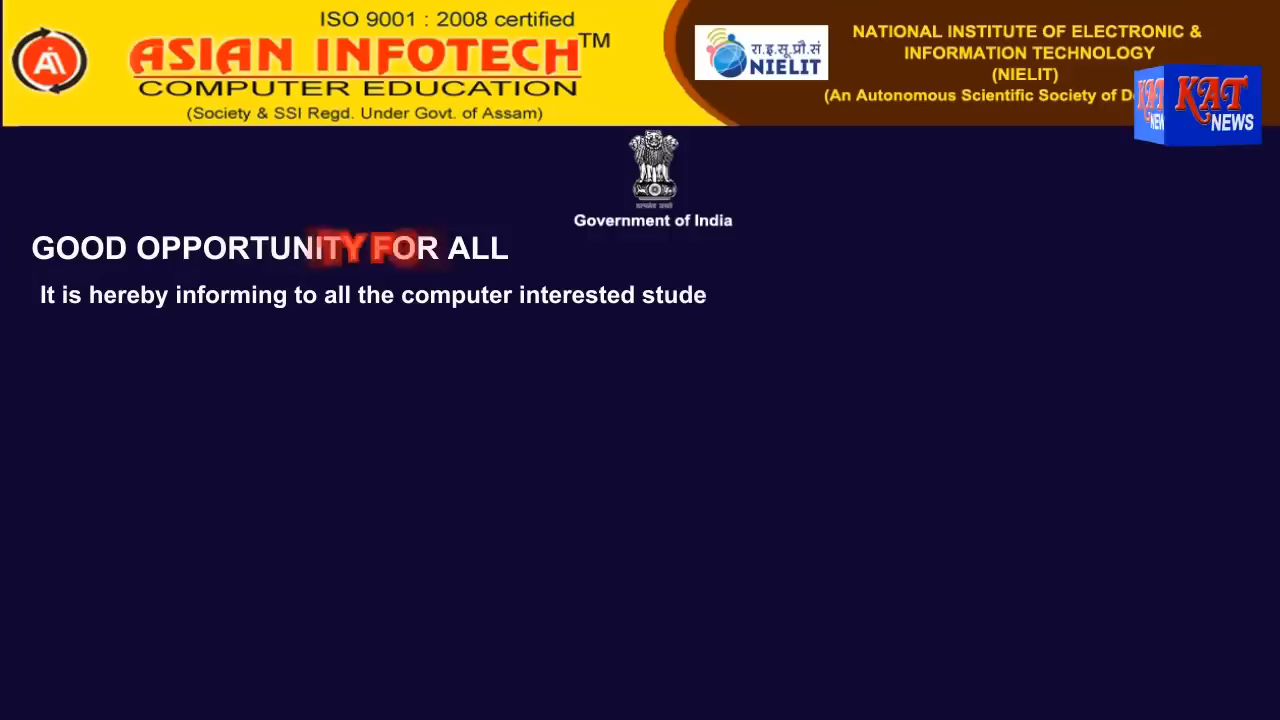 ISO 9001 : 2008 certified
ASIAN INFOTECH TM
COMPUTER EDUCATION
(Society & SSI Regd. Under Govt. of Assam)
रा.इ.सू.प्रौ.सं
NIELIT
NATIONAL INSTITUTE OF ELECTRONIC &
INFORMATION TECHNOLOGY
(NIELIT)
(An Autonomous Scientific Society of
KAT
NEWS
Government of India
GOOD OPPORTUNITY FOR ALL
It is hereby informing to all the computer interested stude